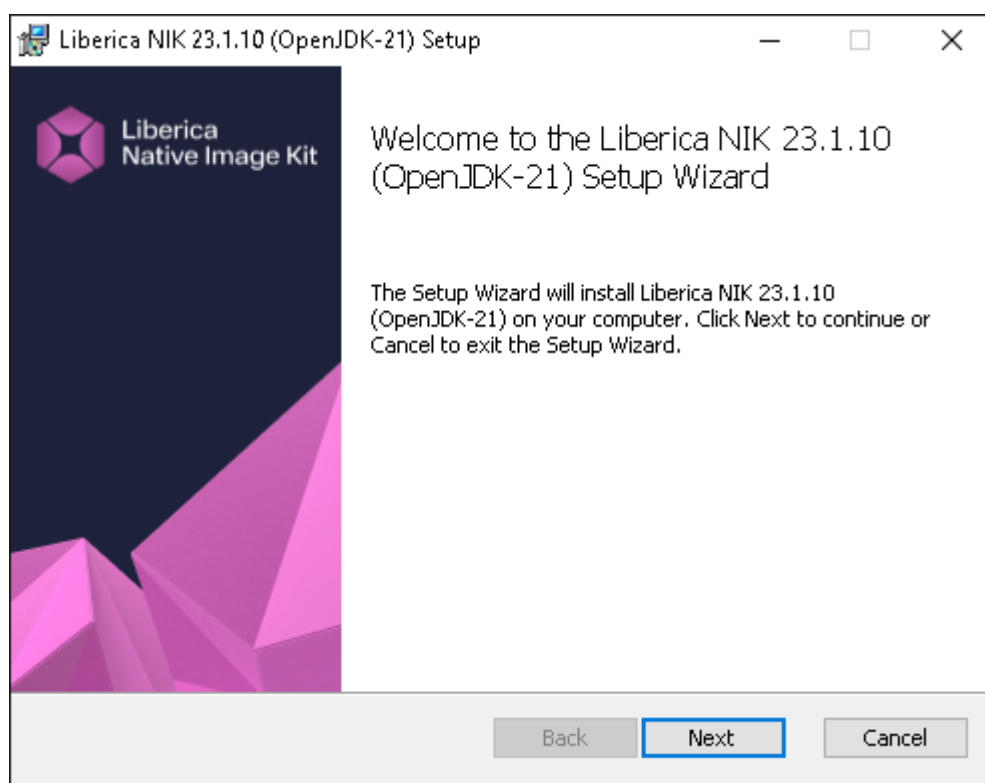 Liberica NIK 23.1.10 (OpenJDK-21) Setup
Liberica
Native Image Kit
Welcome to the Liberica NIK 23.1.10
(OpenJDK-21) Setup Wizard
The Setup Wizard will install Liberica NIK 23.1.10
(OpenJDK-21) on your computer. Click Next to continue or
Cancel to exit the Setup Wizard.
Back
Next
Cancel